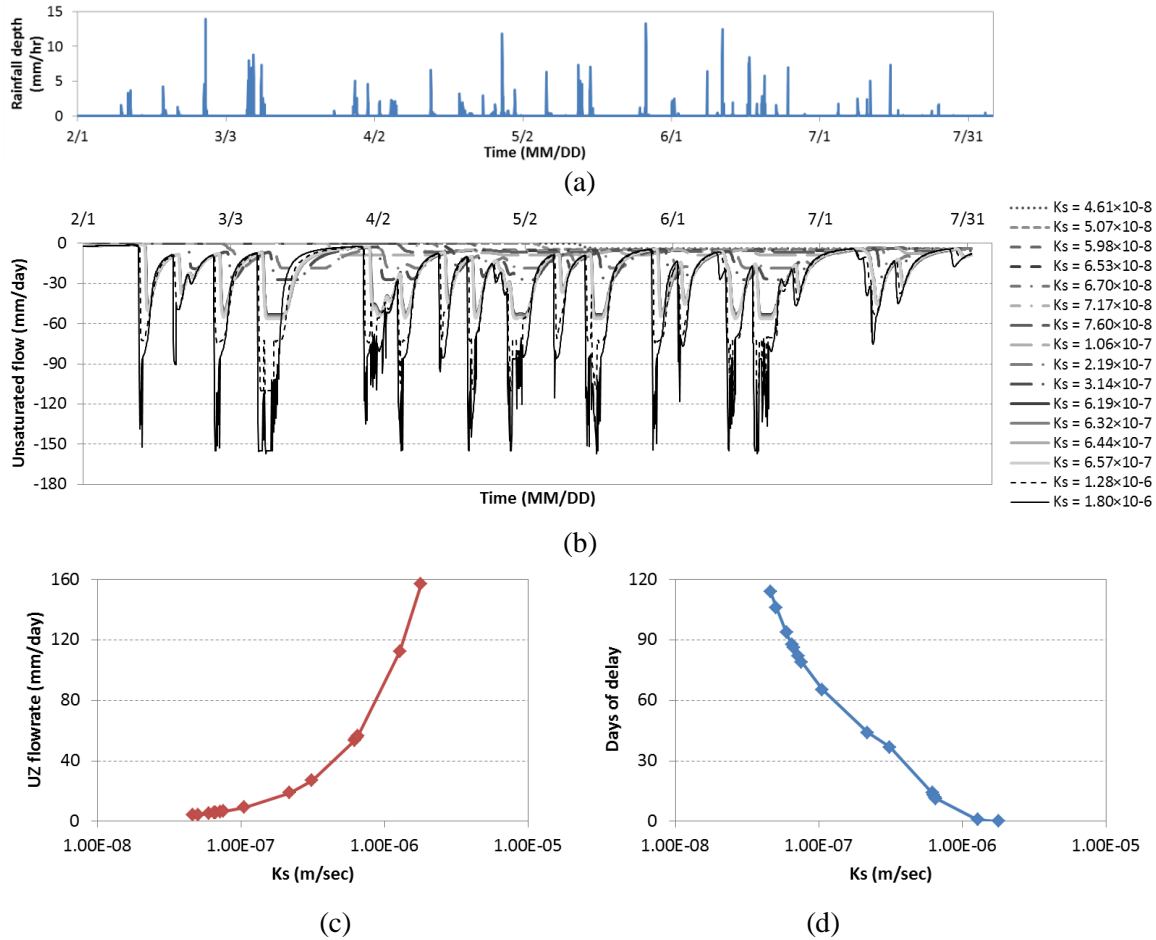 Rainfall depth
(mm/hr)
15
10
5
0
2/1
3/3
4/2
5/2
6/1
7/1
7/31
Time (MM/DD)
(a)
2/1
3/3
4/2
5/2
6/1
7/1
7/31
Unsaturated flow (mm/day)
0
-30
-60
-90
-120
-150
-180
Time (MM/DD)
Ks = 4.61×10-8
Ks = 5.07×10-8
Ks = 5.98×10-8
Ks = 6.53×10-8
Ks = 6.70×10-8
Ks = 7.17×10-8
Ks = 7.60×10-8
Ks = 1.06×10-7
Ks = 2.19×10-7
Ks = 3.14×10-7
Ks = 6.19×10-7
Ks = 6.32×10-7
Ks = 6.44×10-7
Ks = 6.57×10-7
Ks = 1.28×10-6
Ks = 1.80×10-6
(b)
UZ flowrate (mm/day)
160
120
80
40
0
1.00E-08
1.00E-07
1.00E-06
1.00E-05
Ks (m/sec)
(c)
Days of delay
120
90
60
30
0
1.00E-08
1.00E-07
1.00E-06
1.00E-05
Ks (m/sec)
(d)